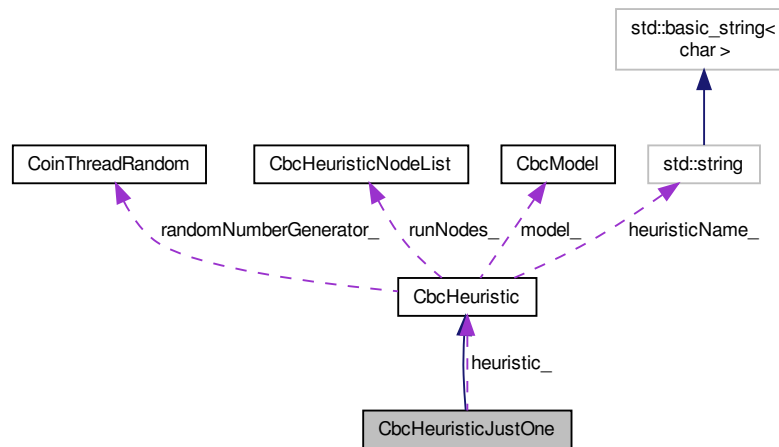 std::basic_string<
char >
CoinThreadRandom
CbcHeuristicNodeList
CbcModel
std::string
randomNumberGenerator_
runNodes_
model_
heuristicName_
CbcHeuristic
heuristic_
CbcHeuristicJustOne